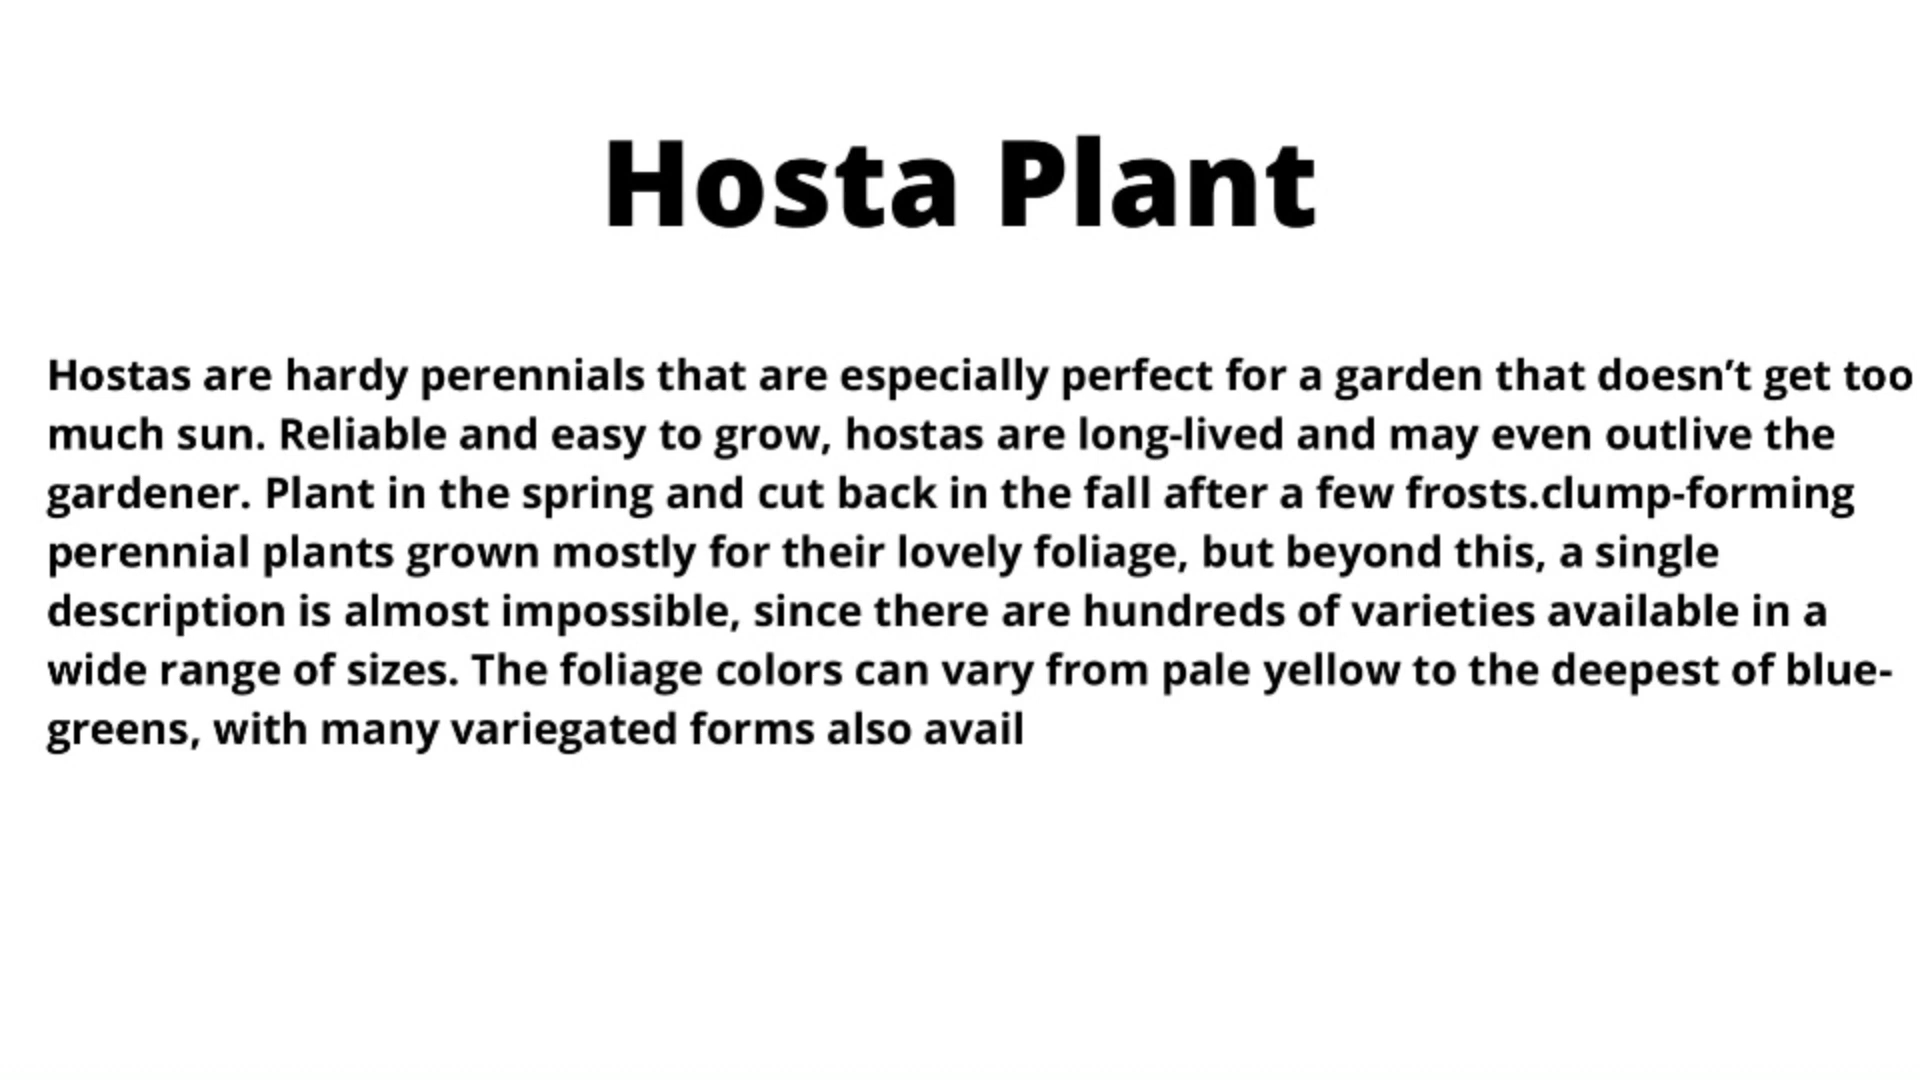 Hosta Plant
Hostas are hardy perennials that are especially perfect for a garden that doesn’t get too
much sun. Reliable and easy to grow, hostas are long-lived and may even outlive the
gardener. Plant in the spring and cut back in the fall after a few frosts.clump-forming
perennial plants grown mostly for their lovely foliage, but beyond this, a single
description is almost impossible, since there are hundreds of varieties available in a
wide range of sizes. The foliage colors can vary from pale yellow to the deepest of blue-
greens, with many variegated forms also avail